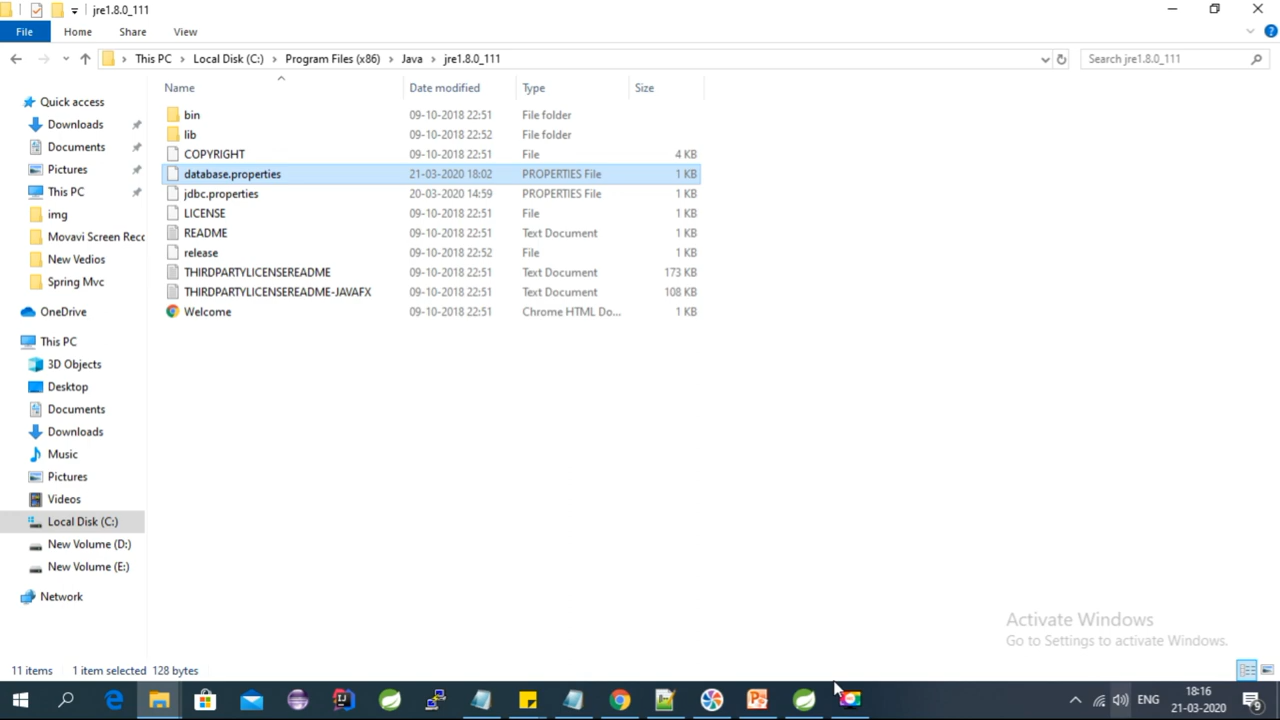 jre1.8.0_111
File Home Share View
This PC Local Disk (C:) Program Files (x86) Java jre1.8.0_111 Search jre1.8.0_111
Name Date modified Type Size
Quick access
Downloads
Documents
Pictures
This PC
img
Movavi Screen Reco
New Vedios
Spring Mvc
OneDrive
This PC
3D Objects
Desktop
Documents
Downloads
Music
Pictures
Videos
Local Disk (C:)
New Volume (D:)
New Volume (E:)
Network
bin 09-10-2018 22:51 File folder
lib 09-10-2018 22:52 File folder
COPYRIGHT 09-10-2018 22:51 File 4 KB
database.properties 21-03-2020 18:02 PROPERTIES File 1 KB
jdbc.properties 20-03-2020 14:59 PROPERTIES File 1 KB
LICENSE 09-10-2018 22:51 File 1 KB
README 09-10-2018 22:51 Text Document 1 KB
release 09-10-2018 22:52 File 1 KB
THIRDPARTYLICENSEREADME 09-10-2018 22:51 Text Document 173 KB
THIRDPARTYLICENSEREADME-JAVAFX 09-10-2018 22:51 Text Document 108 KB
Welcome 09-10-2018 22:51 Chrome HTML Do... 1 KB
Activate Windows
Go to Settings to activate Windows.
11 items 1 item selected 128 bytes
ENG
18:16
21-03-2020
9